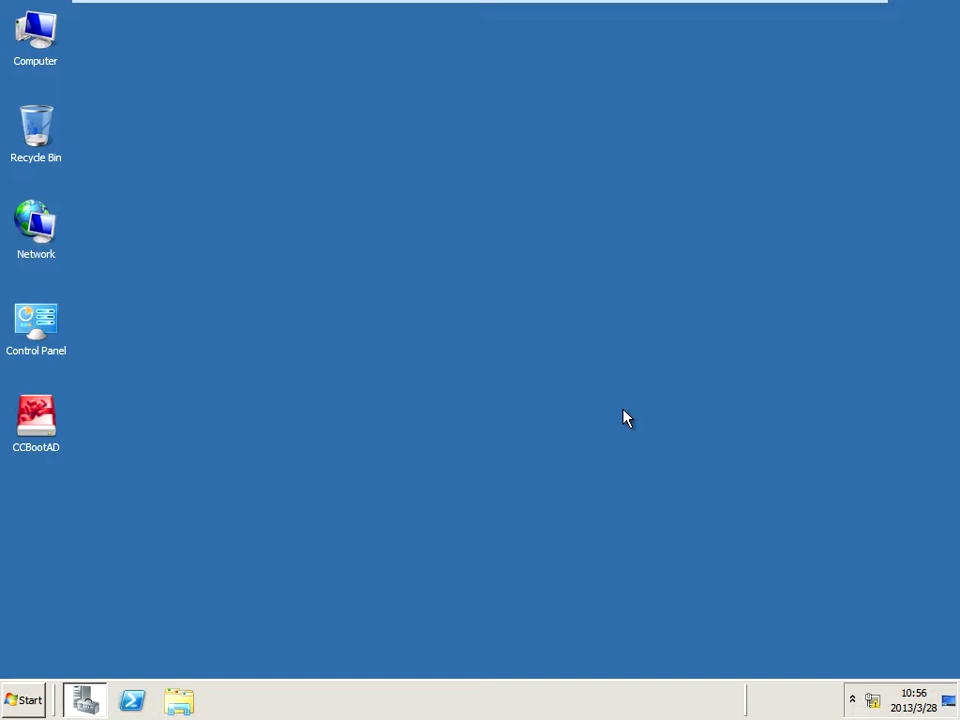 Computer
Recycle Bin
Network
Control Panel
CCBootAD
Start
10:56
2013/3/28